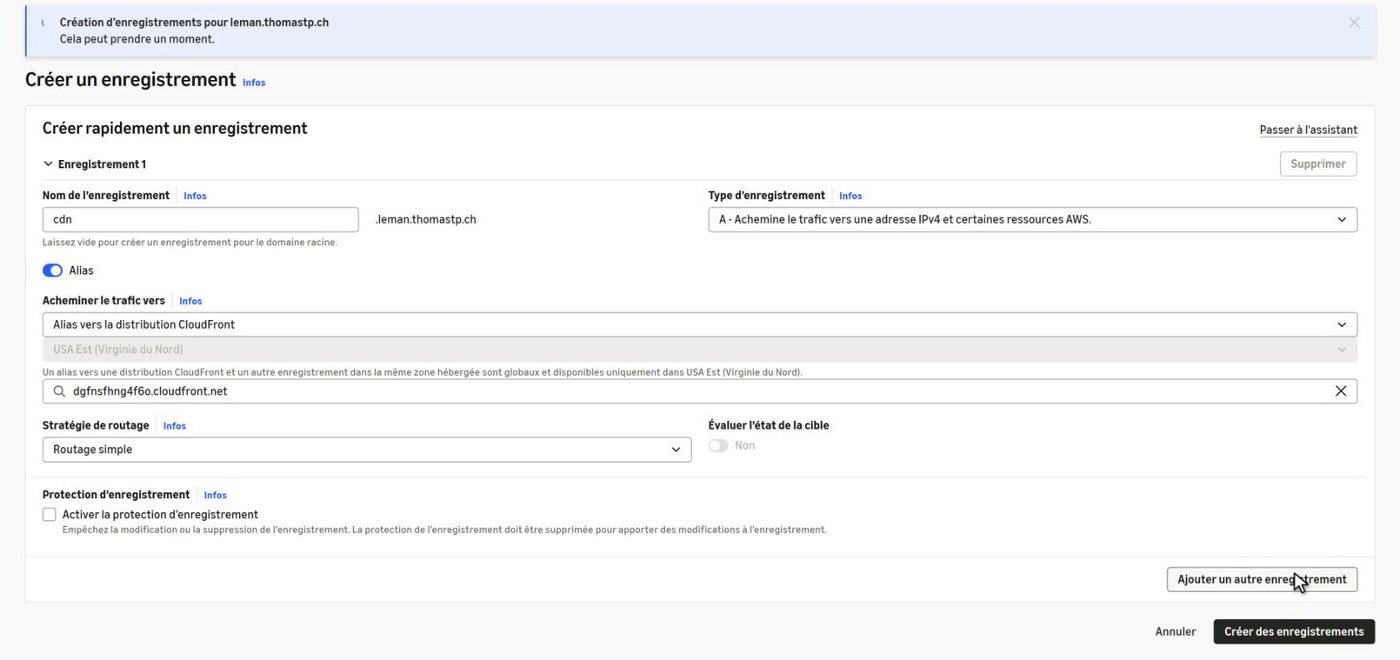 Création d'enregistrements pour leman.thomastp.ch
Cela peut prendre un moment.
Créer un enregistrement Infos
Créer rapidement un enregistrement
Passer à l'assistant
Enregistrement 1
Supprimer
Nom de l'enregistrement Infos
Type d'enregistrement Infos
cdn .leman.thomastp.ch
A - Achemine le trafic vers une adresse IPv4 et certaines ressources AWS.
Laissez vide pour créer un enregistrement pour le domaine racine.
Alias
Acheminer le trafic vers Infos
Alias vers la distribution CloudFront
USA Est (Virginie du Nord)
Un alias vers une distribution CloudFront et un autre enregistrement dans la même zone hébergée sont globaux et disponibles uniquement dans USA Est (Virginie du Nord).
dgfnsfhng4f6o.cloudfront.net
Stratégie de routage Infos
Évaluer l'état de la cible
Routage simple
Non
Protection d'enregistrement Infos
Activer la protection d'enregistrement
Empêchez la modification ou la suppression de l'enregistrement. La protection de l'enregistrement doit être supprimée pour apporter des modifications à l'enregistrement.
Ajouter un autre enregistrement
Annuler
Créer des enregistrements